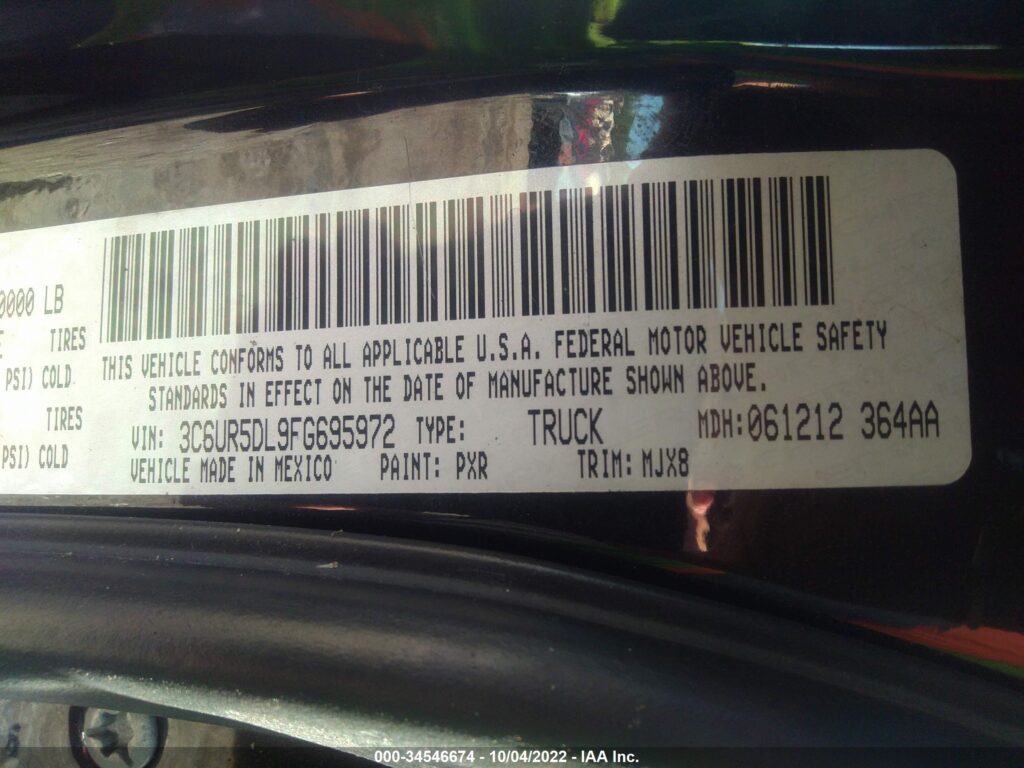 0000 LB
TIRES
PSI) COLD
TIRES
PSI) COLD
THIS VEHICLE CONFORMS TO ALL APPLICABLE U.S.A. FEDERAL MOTOR VEHICLE SAFETY
STANDARDS IN EFFECT ON THE DATE OF MANUFACTURE SHOWN ABOVE.
VIN: 3C6UR5DL9FG695972 TYPE: TRUCK MDH:061212 364AA
VEHICLE MADE IN MEXICO PAINT: PXR TRIM: MJX8
000-34546674 - 10/04/2022 - IAA Inc.